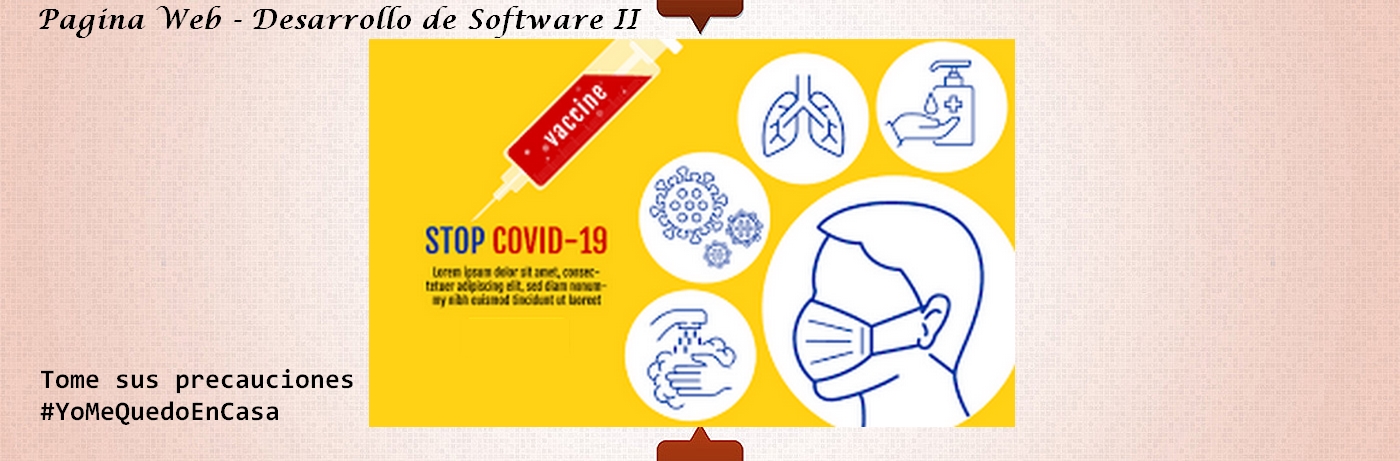 Pagina Web - Desarrollo de Software II
vaccine
STOP COVID-19
Lorem ipsum dolor sit amet, consec-
tetuer adipiscing elit, sed diam nonum-
my nibh euismod tincidunt ut laoreet
Tome sus precauciones
#YoMeQuedoEnCasa